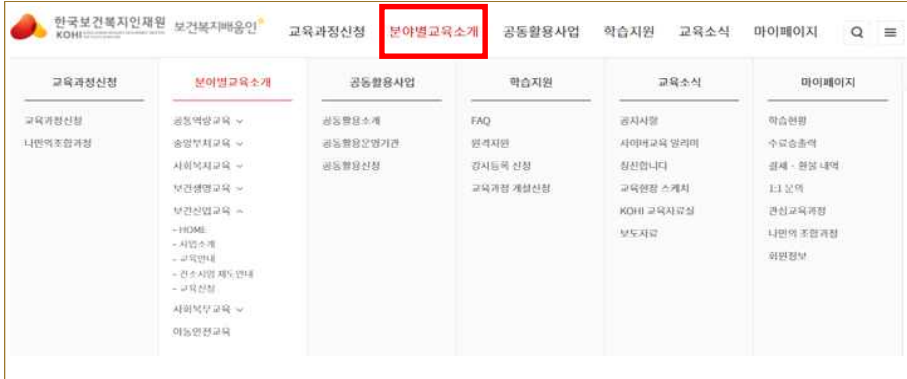 한국보건복지인재원
KOHI
보건복지배움인
교육과정신청 분야별교육소개 공동활용사업 학습지원 교육소식 마이페이지
교육과정신청
교육과정신청
나만의조합과정
분야별교육소개
공통역량교육
중앙부처교육
사회복지교육
보건생명교육
보건산업교육
- HOME
- 사업소개
- 교육안내
- 교육신청
사회복무교육
아동안전교육
공동활용사업
공동활용소개
공동활용운영기관
공동활용신청
학습지원
FAQ
원격지원
강사등록 신청
교육과정 개설신청
교육소식
공지사항
사이버교육 알리미
칭찬합니다
교육현장 스케치
KOHI 교육자료실
보도자료
마이페이지
학습현황
수료증출력
결제 · 환불 내역
1:1 문의
관심교육과정
나만의 조합과정
회원정보